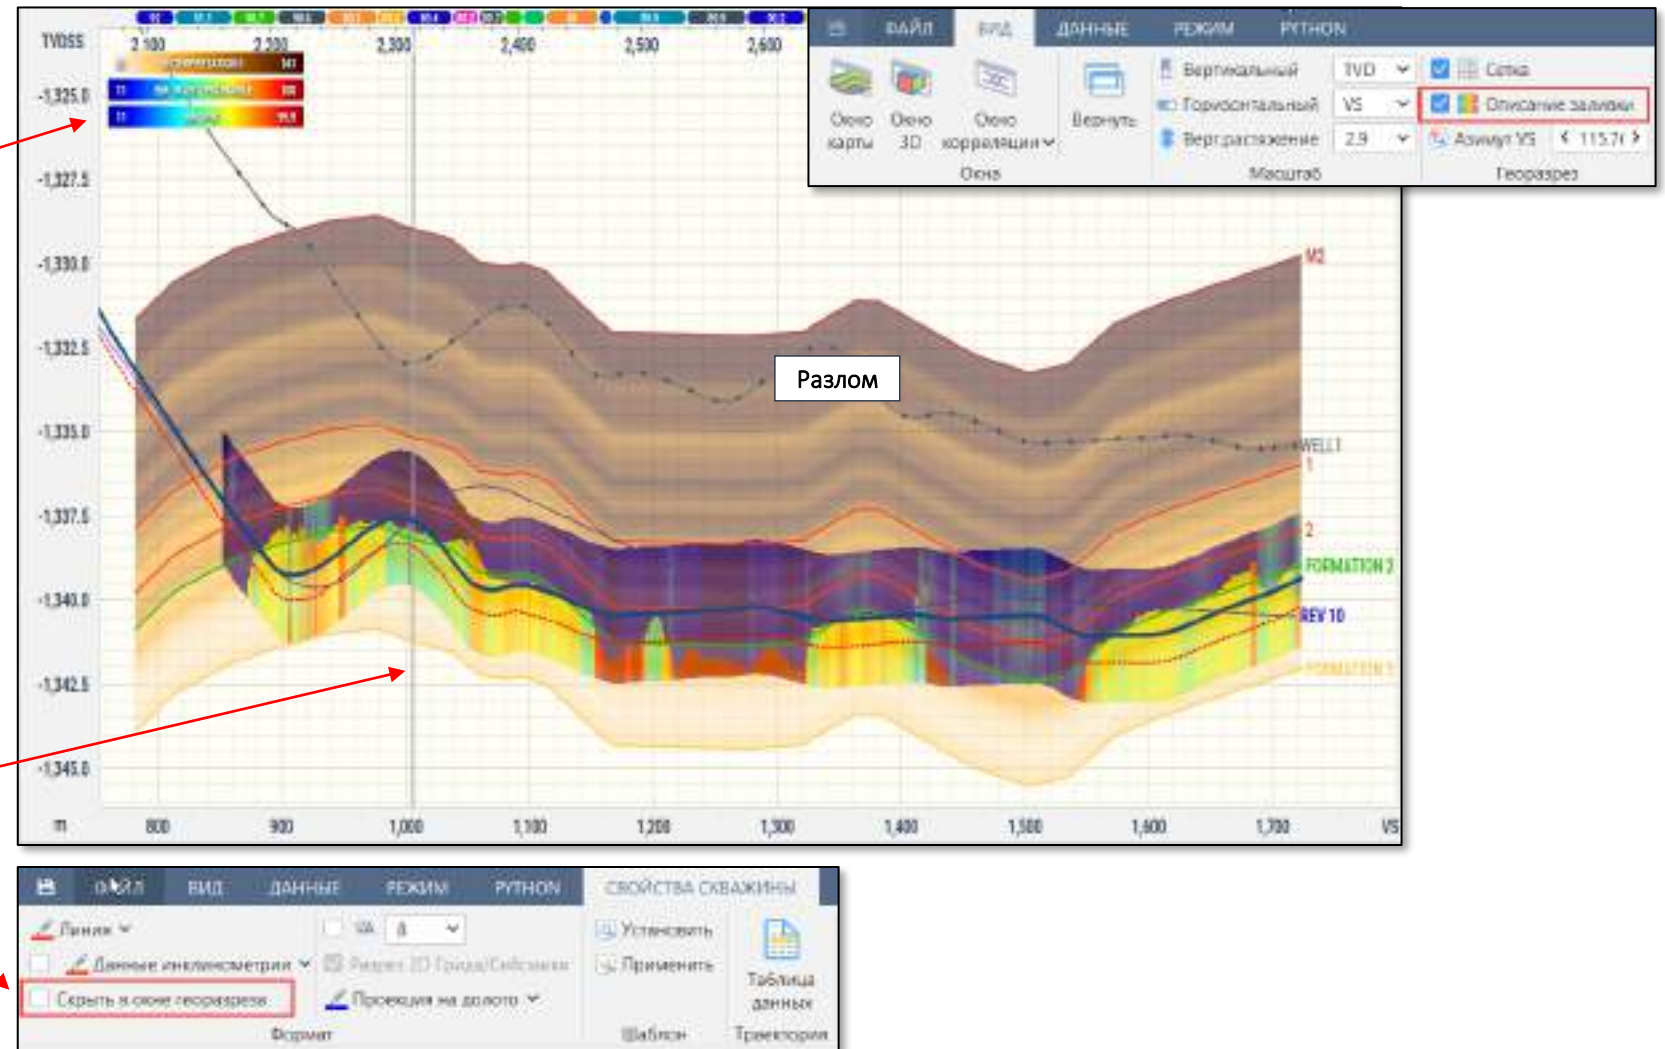 TVDSS
2,100
2,200
2,300
2,400
2,500
2,600
-1,325.0
-1,327.5
-1,330.0
-1,332.5
-1,335.0
-1,337.5
-1,340.0
-1,342.5
-1,345.0
M2
Разлом
WELL1
1
2
FORMATION 2
REV 10
m
800
900
1,000
1,100
1,200
1,300
1,400
1,500
1,600
1,700
VS
ФАЙЛ ВИД ДАННЫЕ РЕЖИМ PYTHON
Окно карты
Окно 3D
Окно корреляции
Вернуть
Окна
Вертикальный TVD
Горизонтальный VS
Верт.растяжение 2.9
Масштаб
Сетка
Описание заливки
Азимут VS
Георазрез
ФАЙЛ ВИД ДАННЫЕ РЕЖИМ PYTHON СВОЙСТВА СКВАЖИНЫ
Линия
Данные инклинометрии
Скрыть в окне георазреза
Проекция на долото
Формат
Установить
Применить
Шаблон
Таблица данных
Траектория